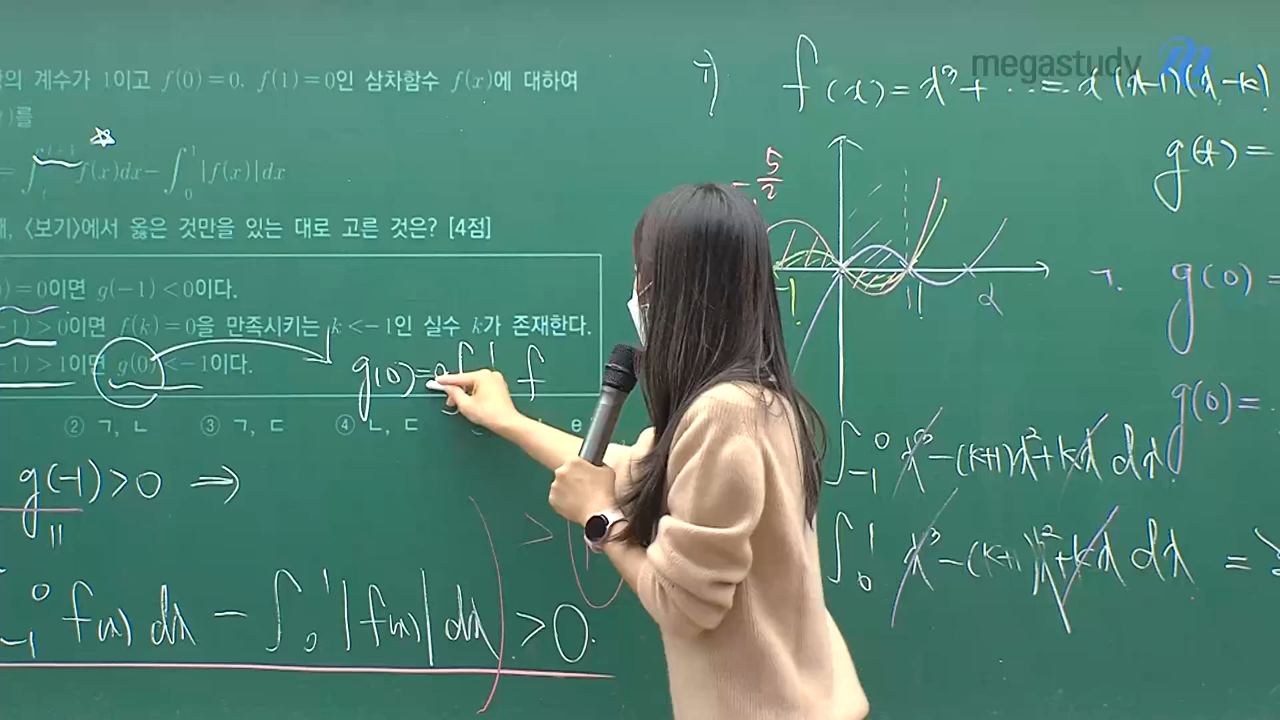 megastudy
의 계수가 1이고 f(0)=0, f(1)=0인 삼차함수 f(x)에 대하여
)를
=∫ f(x)dx-∫₀¹|f(x)|dx
〈보기〉에서 옳은 것만을 있는 대로 고른 것은? [4점]
)=0이면 g(-1)<0이다.
-1)>0이면 f(k)=0을 만족시키는 k<-1인 실수 k가 존재한다.
-1)>1이면 g(0)<-1이다.
② ㄱ, ㄴ ③ ㄱ, ㄷ ④ ㄴ, ㄷ
g(0)=
g(-1)>0 ⇒
||
∫₋₁⁰ f(x) dx - ∫₀¹ |f(x)| dx >0.
f(x)=x³+ ...= x(x-1)(x-k)
g(t)=
-5/2
-1
1
α
ㄱ.
g(0)=
g(0)=
∫₋₁⁰ x³-(k+1)x²+kx dx
∫₀¹ x³-(k+1)x²+kx dx =